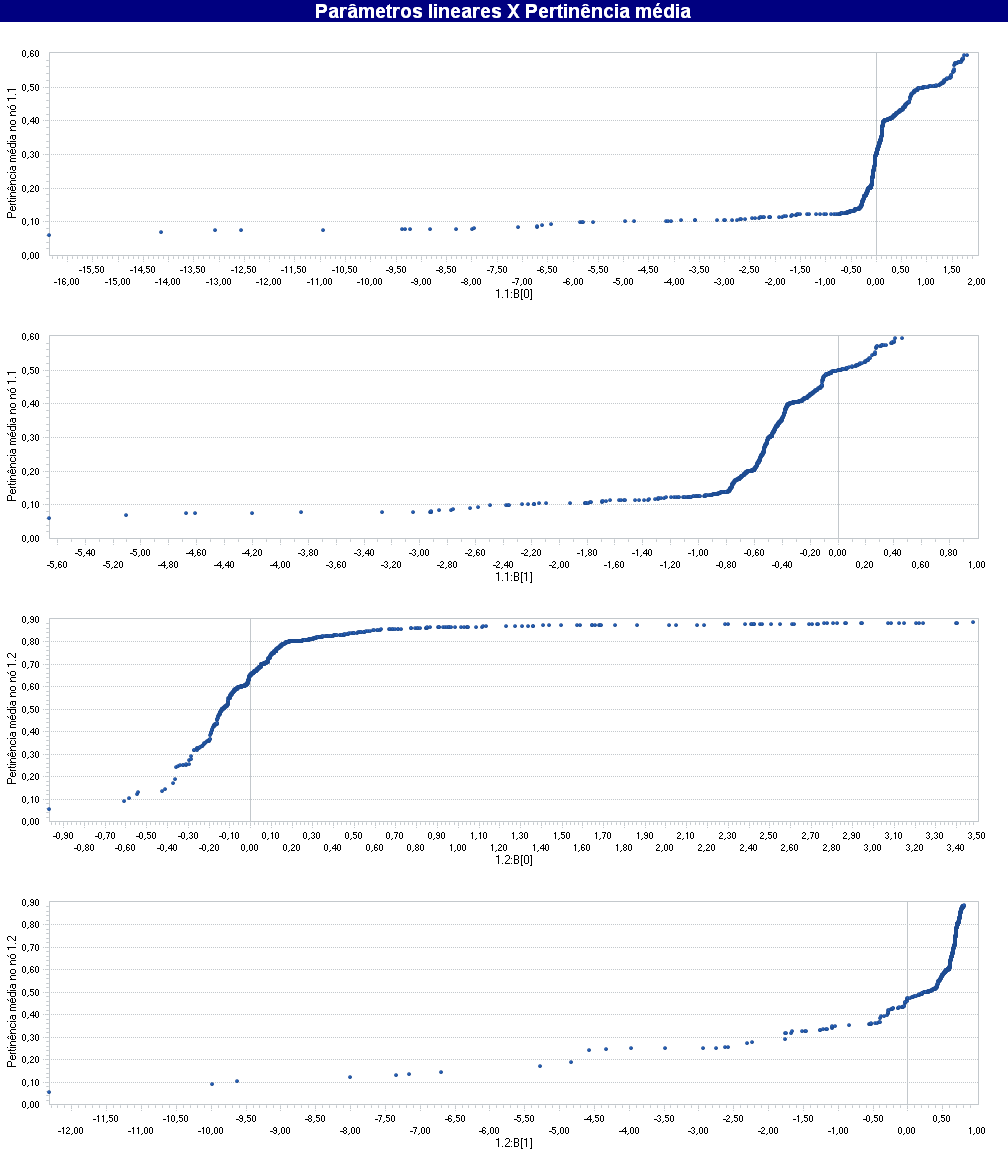 Parâmetros lineares X Pertinência média
Pertinência média no nó 1.1
0,60
0,50
0,40
0,30
0,20
0,10
0,00
-15,50 -14,50 -13,50 -12,50 -11,50 -10,50 -9,50 -8,50 -7,50 -6,50 -5,50 -4,50 -3,50 -2,50 -1,50 -0,50 0,50 1,50
-16,00 -15,00 -14,00 -13,00 -12,00 -11,00 -10,00 -9,00 -8,00 -7,00 -6,00 -5,00 -4,00 -3,00 -2,00 -1,00 0,00 1,00 2,00
1.1:B[0]
Pertinência média no nó 1.1
0,60
0,50
0,40
0,30
0,20
0,10
0,00
-5,40 -5,00 -4,60 -4,20 -3,80 -3,40 -3,00 -2,60 -2,20 -1,80 -1,40 -1,00 -0,60 -0,20 0,00 0,40 0,80
-5,60 -5,20 -4,80 -4,40 -4,00 -3,60 -3,20 -2,80 -2,40 -2,00 -1,60 -1,20 -0,80 -0,40 0,20 0,60 1,00
1.1:B[1]
Pertinência média no nó 1.2
0,90
0,80
0,70
0,60
0,50
0,40
0,30
0,20
0,10
0,00
-0,90 -0,70 -0,50 -0,30 -0,10 0,10 0,30 0,50 0,70 0,90 1,10 1,30 1,50 1,70 1,90 2,10 2,30 2,50 2,70 2,90 3,10 3,30 3,50
-0,80 -0,60 -0,40 -0,20 0,00 0,20 0,40 0,60 0,80 1,00 1,20 1,40 1,60 1,80 2,00 2,20 2,40 2,60 2,80 3,00 3,20 3,40
1.2:B[0]
Pertinência média no nó 1.2
0,90
0,80
0,70
0,60
0,50
0,40
0,30
0,20
0,10
0,00
-11,50 -10,50 -9,50 -8,50 -7,50 -6,50 -5,50 -4,50 -3,50 -2,50 -1,50 -0,50 0,50
-12,00 -11,00 -10,00 -9,00 -8,00 -7,00 -6,00 -5,00 -4,00 -3,00 -2,00 -1,00 0,00 1,00
1.2:B[1]